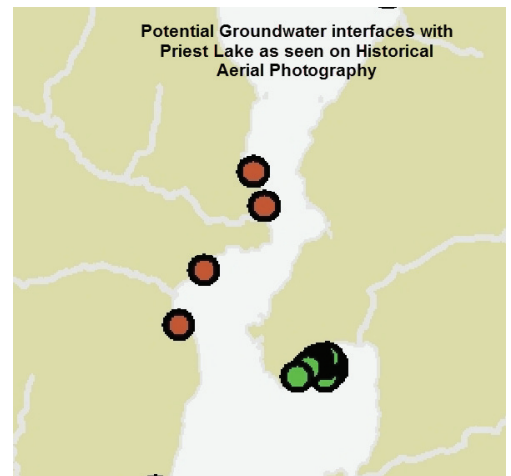 Potential Groundwater interfaces with
Priest Lake as seen on Historical
Aerial Photography